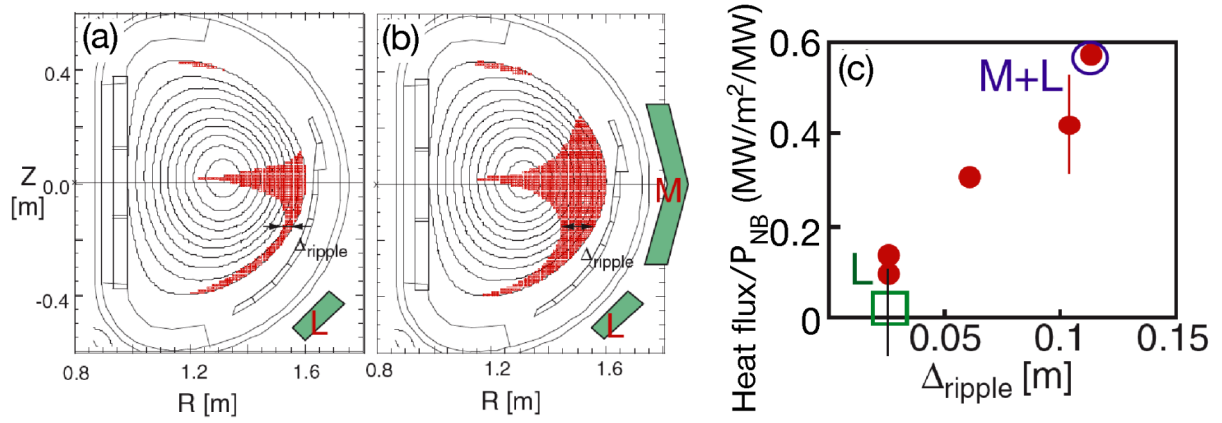 (a)
0.4
Z
0.0
[m]
-0.4
Δripple
L
0.8
1.2
1.6
R [m]
(b)
M
Δripple
L
0.8
1.2
1.6
R [m]
(c)
0.6
M+L
0.4
0.2
L
0
0.05
0.1
0.15
Δripple [m]
Heat flux/P_NB (MW/m²/MW)